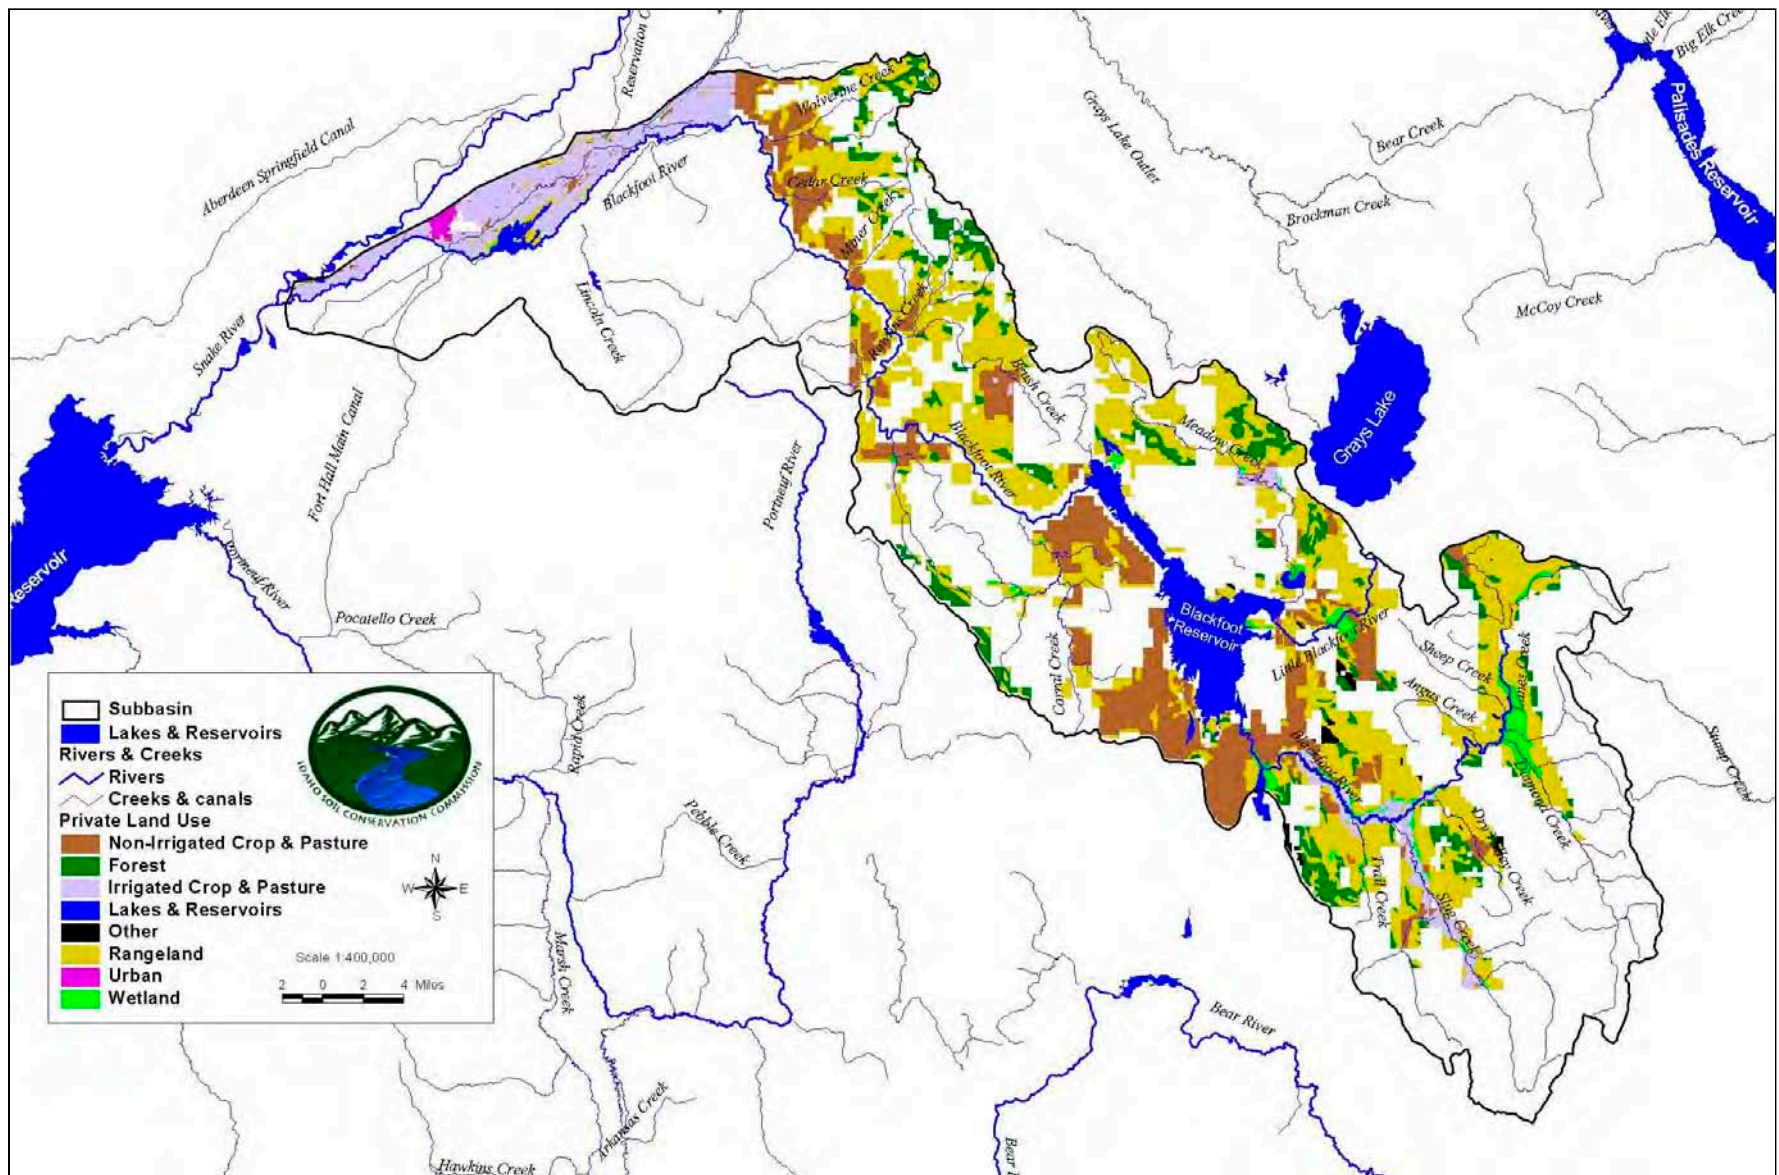 Reservation C
Aberdeen Springfield Canal
Wolverine Creek
Blackfoot River
Cedar Creek
Miner Creek
Grays Lake Outlet
Bear Creek
Brockman Creek
McCoy Creek
Big Elk Cree
Palisades Reservoir
Snake River
Lincoln Creek
Creek
Brush Creek
Fort Hall Main Canal
Portneuf River
Blackfoot River
Meadow Creek
Grays Lake
Reservoir
Portneuf River
Pocatello Creek
Blackfoot
Reservoir
Little Blackfoot River
Corral Creek
Sheep Creek
Angus Creek
Creek
Diamond Creek
Stump Creek
Blackfoot River
Dry
Creek
Trail Creek
Slug Creek
Rapid Creek
Pebble Creek
Marsh Creek
Bear River
Bear
Arkansas Creek
Hawkins Creek
Subbasin
Lakes & Reservoirs
Rivers & Creeks
Rivers
Creeks & canals
Private Land Use
Non-Irrigated Crop & Pasture
Forest
Irrigated Crop & Pasture
Lakes & Reservoirs
Other
Rangeland
Urban
Wetland
IDAHO SOIL CONSERVATION COMMISSION
N
W E
S
Scale 1:400,000
2 0 2 4 Miles